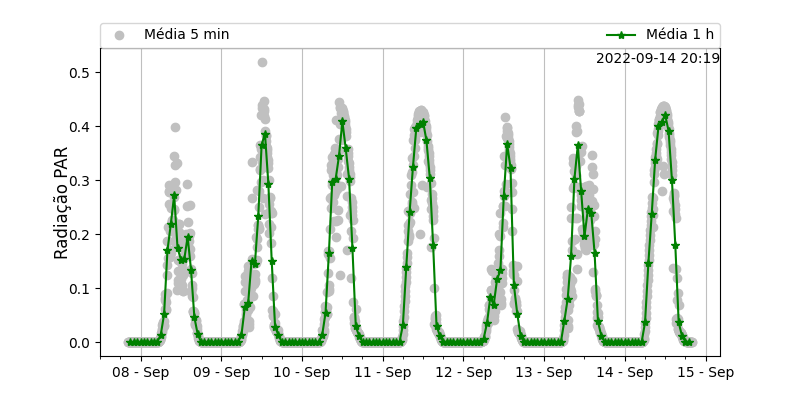 Média 5 min
Média 1 h
2022-09-14 20:19
Radiação PAR
0.5
0.4
0.3
0.2
0.1
0.0
08 - Sep
09 - Sep
10 - Sep
11 - Sep
12 - Sep
13 - Sep
14 - Sep
15 - Sep